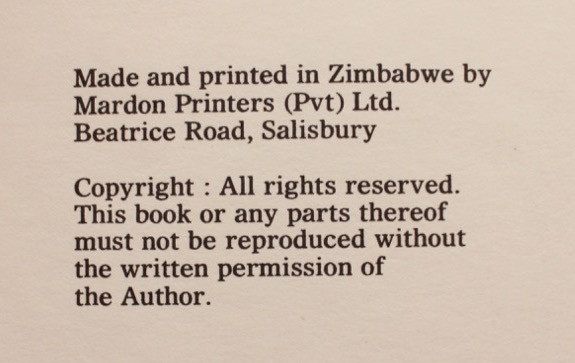 Made and printed in Zimbabwe by
Mardon Printers (Pvt) Ltd.
Beatrice Road, Salisbury
Copyright : All rights reserved.
This book or any parts thereof
must not be reproduced without
the written permission of
the Author.